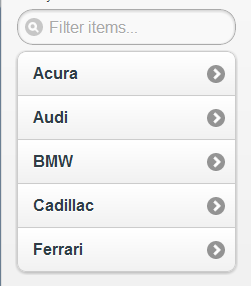 Filter items...
Acura
Audi
BMW
Cadillac
Ferrari